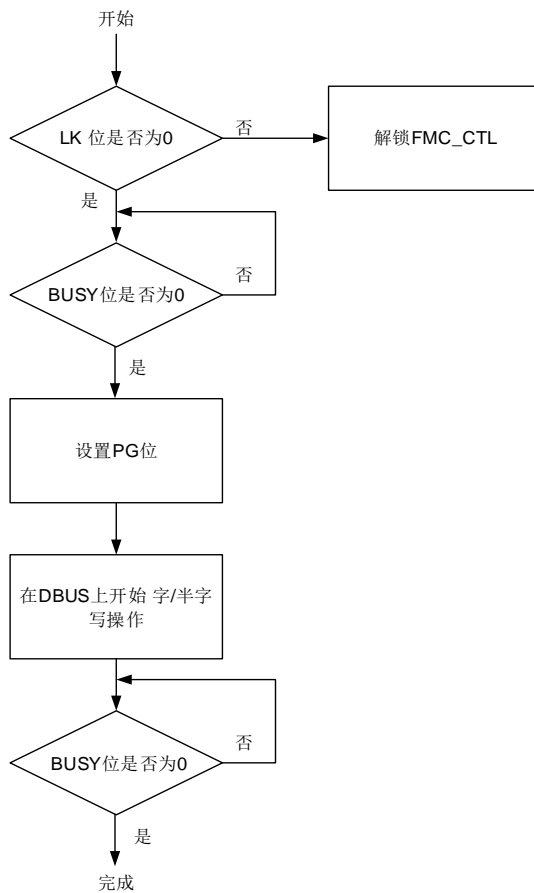 开始
LK 位是否为0
否
解锁FMC_CTL
是
BUSY位是否为0
否
是
设置PG位
在DBUS上开始 字/半字
写操作
BUSY位是否为0
否
是
完成